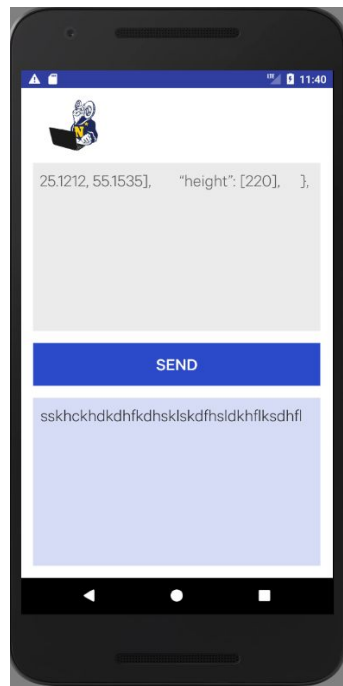 11:40
N
25.1212, 55.1535],      “height”: [220],     },
SEND
sskhckhdkdhfkdhsklskdfhsldkhflksdhfl